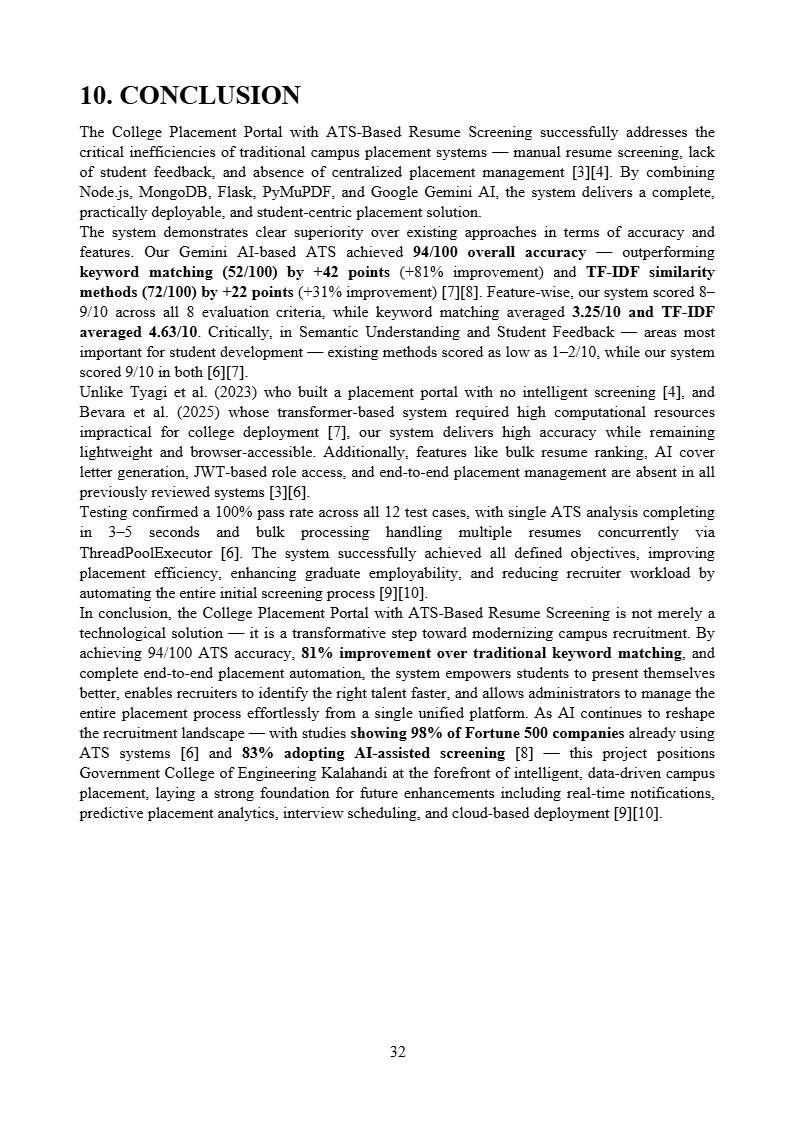 10. CONCLUSION
The College Placement Portal with ATS-Based Resume Screening successfully addresses the
critical inefficiencies of traditional campus placement systems — manual resume screening, lack
of student feedback, and absence of centralized placement management [3][4]. By combining
Node.js, MongoDB, Flask, PyMuPDF, and Google Gemini AI, the system delivers a complete,
practically deployable, and student-centric placement solution.
The system demonstrates clear superiority over existing approaches in terms of accuracy and
features. Our Gemini AI-based ATS achieved 94/100 overall accuracy — outperforming
keyword matching (52/100) by +42 points (+81% improvement) and TF-IDF similarity
methods (72/100) by +22 points (+31% improvement) [7][8]. Feature-wise, our system scored 8–
9/10 across all 8 evaluation criteria, while keyword matching averaged 3.25/10 and TF-IDF
averaged 4.63/10. Critically, in Semantic Understanding and Student Feedback — areas most
important for student development — existing methods scored as low as 1–2/10, while our system
scored 9/10 in both [6][7].
Unlike Tyagi et al. (2023) who built a placement portal with no intelligent screening [4], and
Bevara et al. (2025) whose transformer-based system required high computational resources
impractical for college deployment [7], our system delivers high accuracy while remaining
lightweight and browser-accessible. Additionally, features like bulk resume ranking, AI cover
letter generation, JWT-based role access, and end-to-end placement management are absent in all
previously reviewed systems [3][6].
Testing confirmed a 100% pass rate across all 12 test cases, with single ATS analysis completing
in 3–5 seconds and bulk processing handling multiple resumes concurrently via
ThreadPoolExecutor [6]. The system successfully achieved all defined objectives, improving
placement efficiency, enhancing graduate employability, and reducing recruiter workload by
automating the entire initial screening process [9][10].
In conclusion, the College Placement Portal with ATS-Based Resume Screening is not merely a
technological solution — it is a transformative step toward modernizing campus recruitment. By
achieving 94/100 ATS accuracy, 81% improvement over traditional keyword matching, and
complete end-to-end placement automation, the system empowers students to present themselves
better, enables recruiters to identify the right talent faster, and allows administrators to manage the
entire placement process effortlessly from a single unified platform. As AI continues to reshape
the recruitment landscape — with studies showing 98% of Fortune 500 companies already using
ATS systems [6] and 83% adopting AI-assisted screening [8] — this project positions
Government College of Engineering Kalahandi at the forefront of intelligent, data-driven campus
placement, laying a strong foundation for future enhancements including real-time notifications,
predictive placement analytics, interview scheduling, and cloud-based deployment [9][10].
32